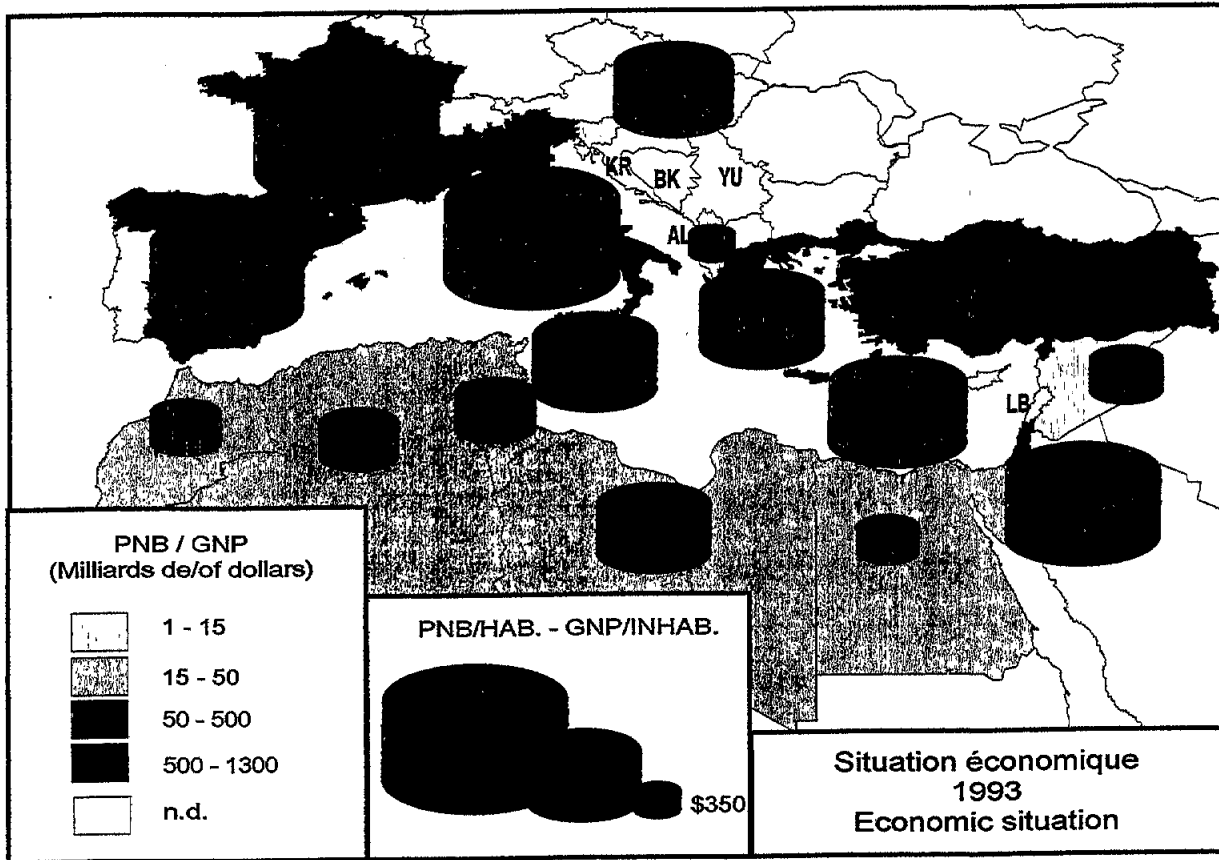 KR
BK
YU
AL
LB
PNB / GNP
(Milliards de/of dollars)
1 - 15
15 - 50
50 - 500
500 - 1300
n.d.
PNB/HAB. - GNP/INHAB.
$350
Situation économique
1993
Economic situation